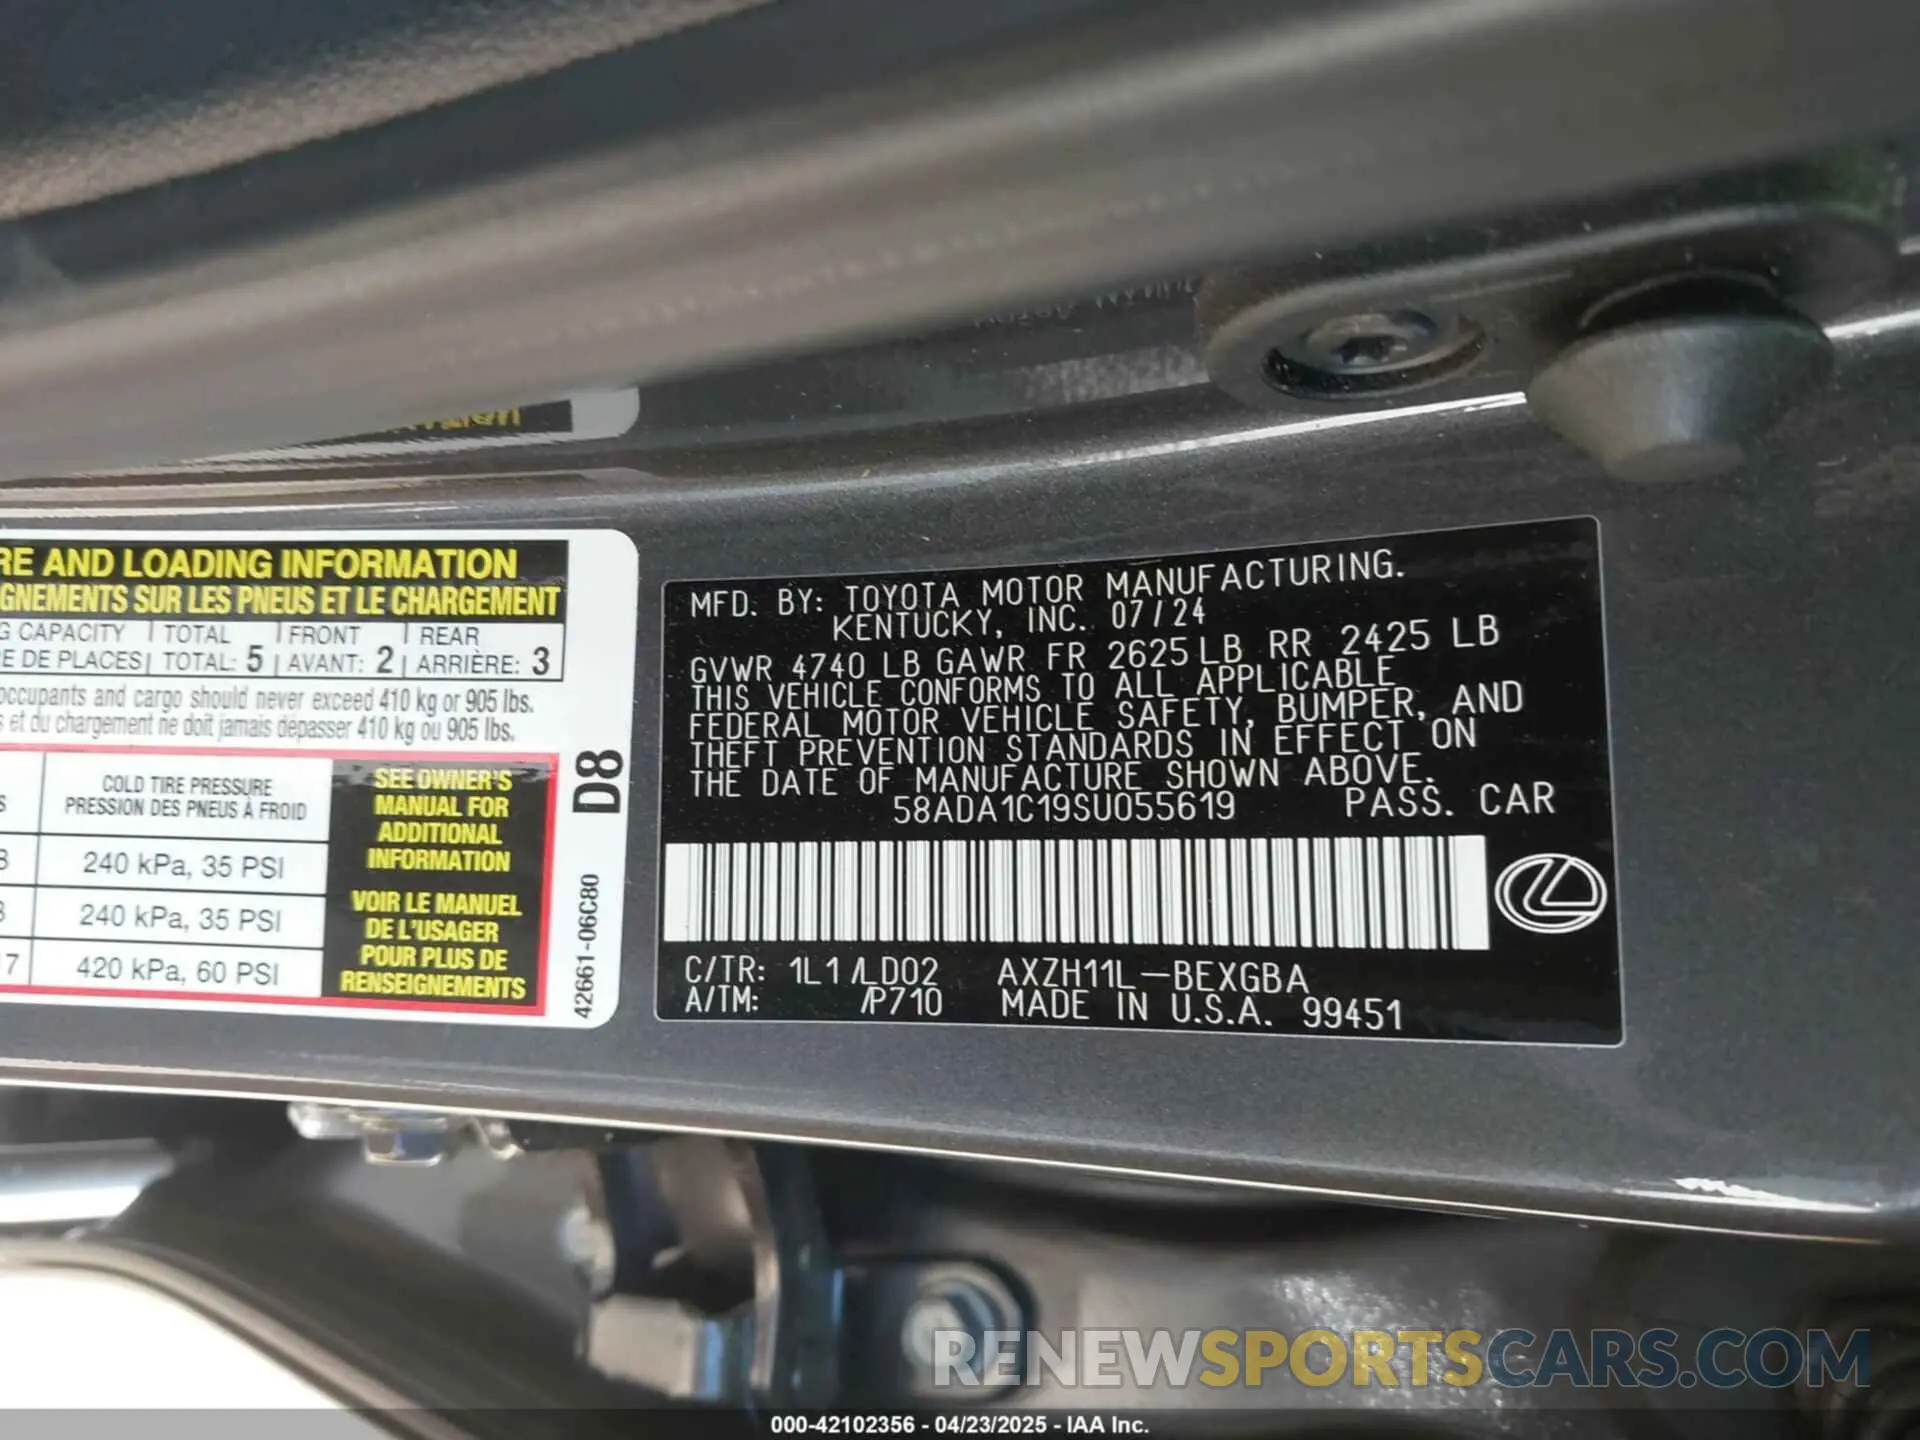 RE AND LOADING INFORMATION
GNEMENTS SUR LES PNEUS ET LE CHARGEMENT
G CAPACITY TOTAL FRONT REAR
E DE PLACES TOTAL: 5 AVANT: 2 ARRIÈRE: 3
occupants and cargo should never exceed 410 kg or 905 lbs.
s et du chargement ne doit jamais dépasser 410 kg ou 905 lbs.
COLD TIRE PRESSURE
PRESSION DES PNEUS À FROID
240 kPa, 35 PSI
240 kPa, 35 PSI
17 420 kPa, 60 PSI
SEE OWNER'S
MANUAL FOR
ADDITIONAL
INFORMATION
VOIR LE MANUEL
DE L'USAGER
POUR PLUS DE
RENSEIGNEMENTS
D8
42661-06C80
MFD. BY: TOYOTA MOTOR MANUFACTURING.
KENTUCKY, INC. 07/24
GVWR 4740 LB GAWR FR 2625 LB RR 2425 LB
THIS VEHICLE CONFORMS TO ALL APPLICABLE
FEDERAL MOTOR VEHICLE SAFETY, BUMPER, AND
THEFT PREVENTION STANDARDS IN EFFECT ON
THE DATE OF MANUFACTURE SHOWN ABOVE.
58ADA1C19SU055619 PASS. CAR
C/TR: 1L1/LD02 AXZH11L-BEXGBA
A/TM: /P710 MADE IN U.S.A. 99451
RENEWSPORTSCARS.COM
000-42102356 - 04/23/2025 - IAA Inc.